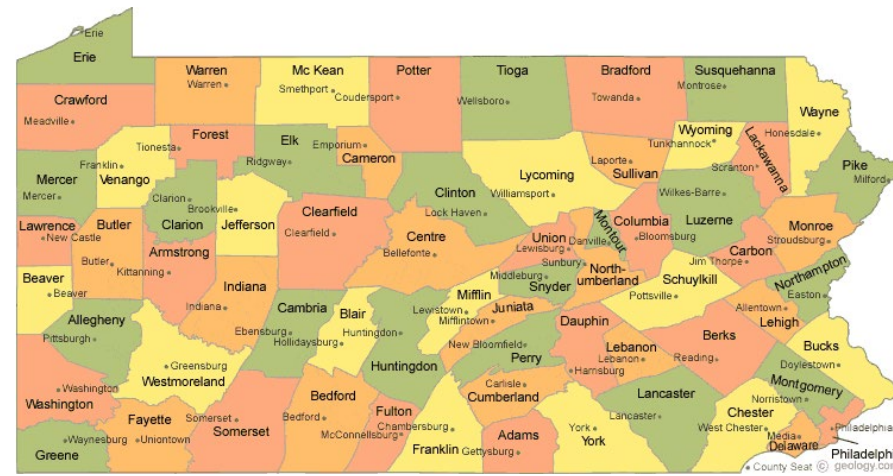 Erie
Erie
Warren
Warren
Mc Kean
Smethport
Coudersport
Potter
Tioga
Wellsboro
Bradford
Towanda
Susquehanna
Montrose
Wayne
Honesdale
Crawford
Meadville
Forest
Tionesta
Elk
Ridgway
Emporium
Cameron
Wyoming
Tunkhannock
Lackawanna
Scranton
Pike
Milford
Mercer
Mercer
Franklin
Venango
Clarion
Clarion
Brookville
Jefferson
Clearfield
Clearfield
Clinton
Lock Haven
Lycoming
Williamsport
Laporte
Sullivan
Wilkes-Barre
Luzerne
Monroe
Stroudsburg
Lawrence
New Castle
Butler
Butler
Kittanning
Armstrong
Centre
Bellefonte
Union
Lewisburg
Danville
Montour
Columbia
Bloomsburg
Carbon
Jim Thorpe
Northampton
Easton
Beaver
Beaver
Indiana
Indiana
Cambria
Ebensburg
Blair
Hollidaysburg
Huntingdon
Huntingdon
Mifflin
Lewistown
Mifflintown
Juniata
Middleburg
Snyder
Sunbury
North-
umberland
Schuylkill
Pottsville
Allentown
Lehigh
Allegheny
Pittsburgh
Greensburg
Westmoreland
New Bloomfield
Perry
Dauphin
Harrisburg
Lebanon
Lebanon
Berks
Reading
Bucks
Doylestown
Montgomery
Norristown
Washington
Washington
Fayette
Uniontown
Somerset
Somerset
Bedford
Bedford
Fulton
McConnellsburg
Chambersburg
Franklin
Carlisle
Cumberland
Gettysburg
Adams
York
York
Lancaster
Lancaster
Chester
West Chester
Media
Delaware
Philadelphia
Philadelph
Greene
Waynesburg
County Seat © geology.co